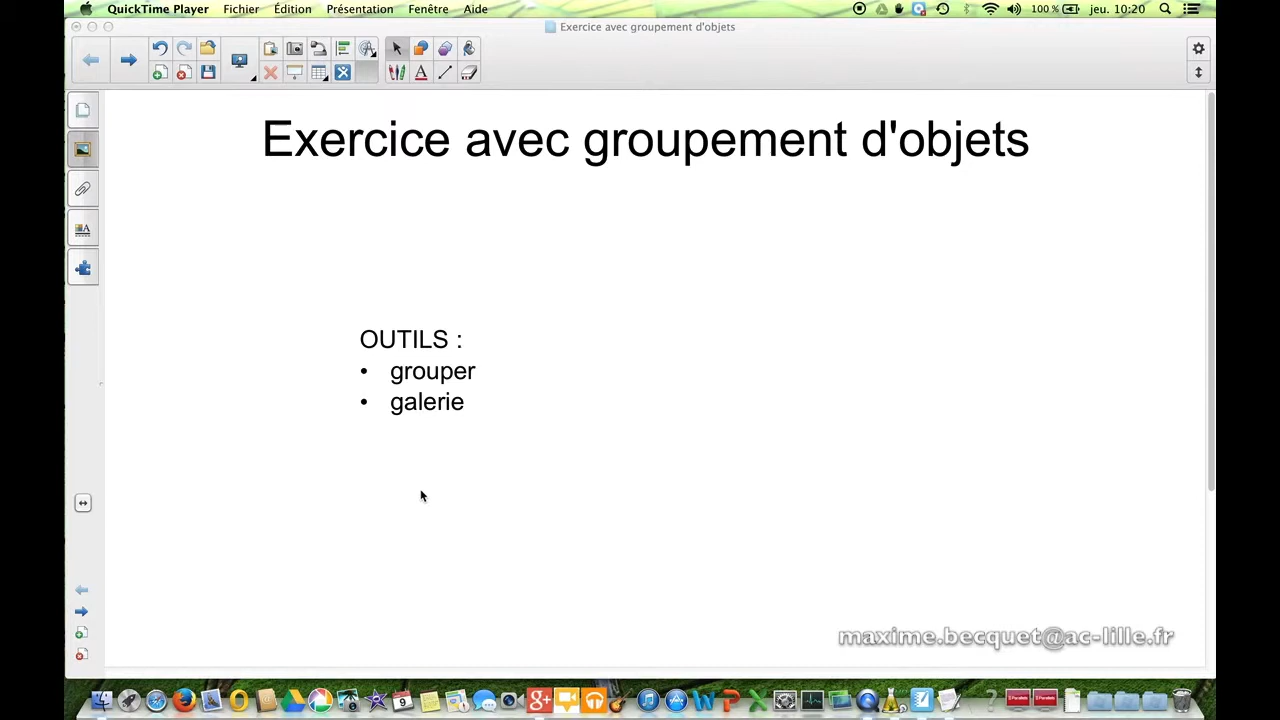 QuickTime Player Fichier Édition Présentation Fenêtre Aide 100 % jeu. 10:20
Exercice avec groupement d'objets
Exercice avec groupement d'objets
OUTILS :
• grouper
• galerie
maxime.becquet@ac-lille.fr